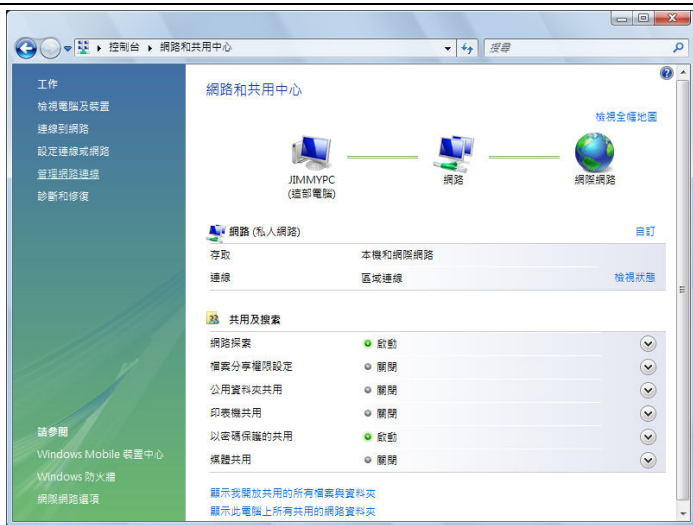 控制台 ▸ 網路和共用中心
搜尋
工作
檢視電腦及裝置
連線到網路
設定連線或網路
管理網路連線
診斷和修復
請參閱
Windows Mobile 裝置中心
Windows 防火牆
網際網路選項
網路和共用中心
檢視全幅地圖
JIMMYPC
(這部電腦)
網路
網際網路
網路 (私人網路) 自訂
存取 本機和網際網路
連線 區域連線 檢視狀態
共用及搜索
網路探索 啟動
檔案分享權限設定 關閉
公用資料夾共用 關閉
印表機共用 關閉
以密碼保護的共用 啟動
媒體共用 關閉
顯示我開放共用的所有檔案與資料夾
顯示此電腦上所有共用的網路資料夾